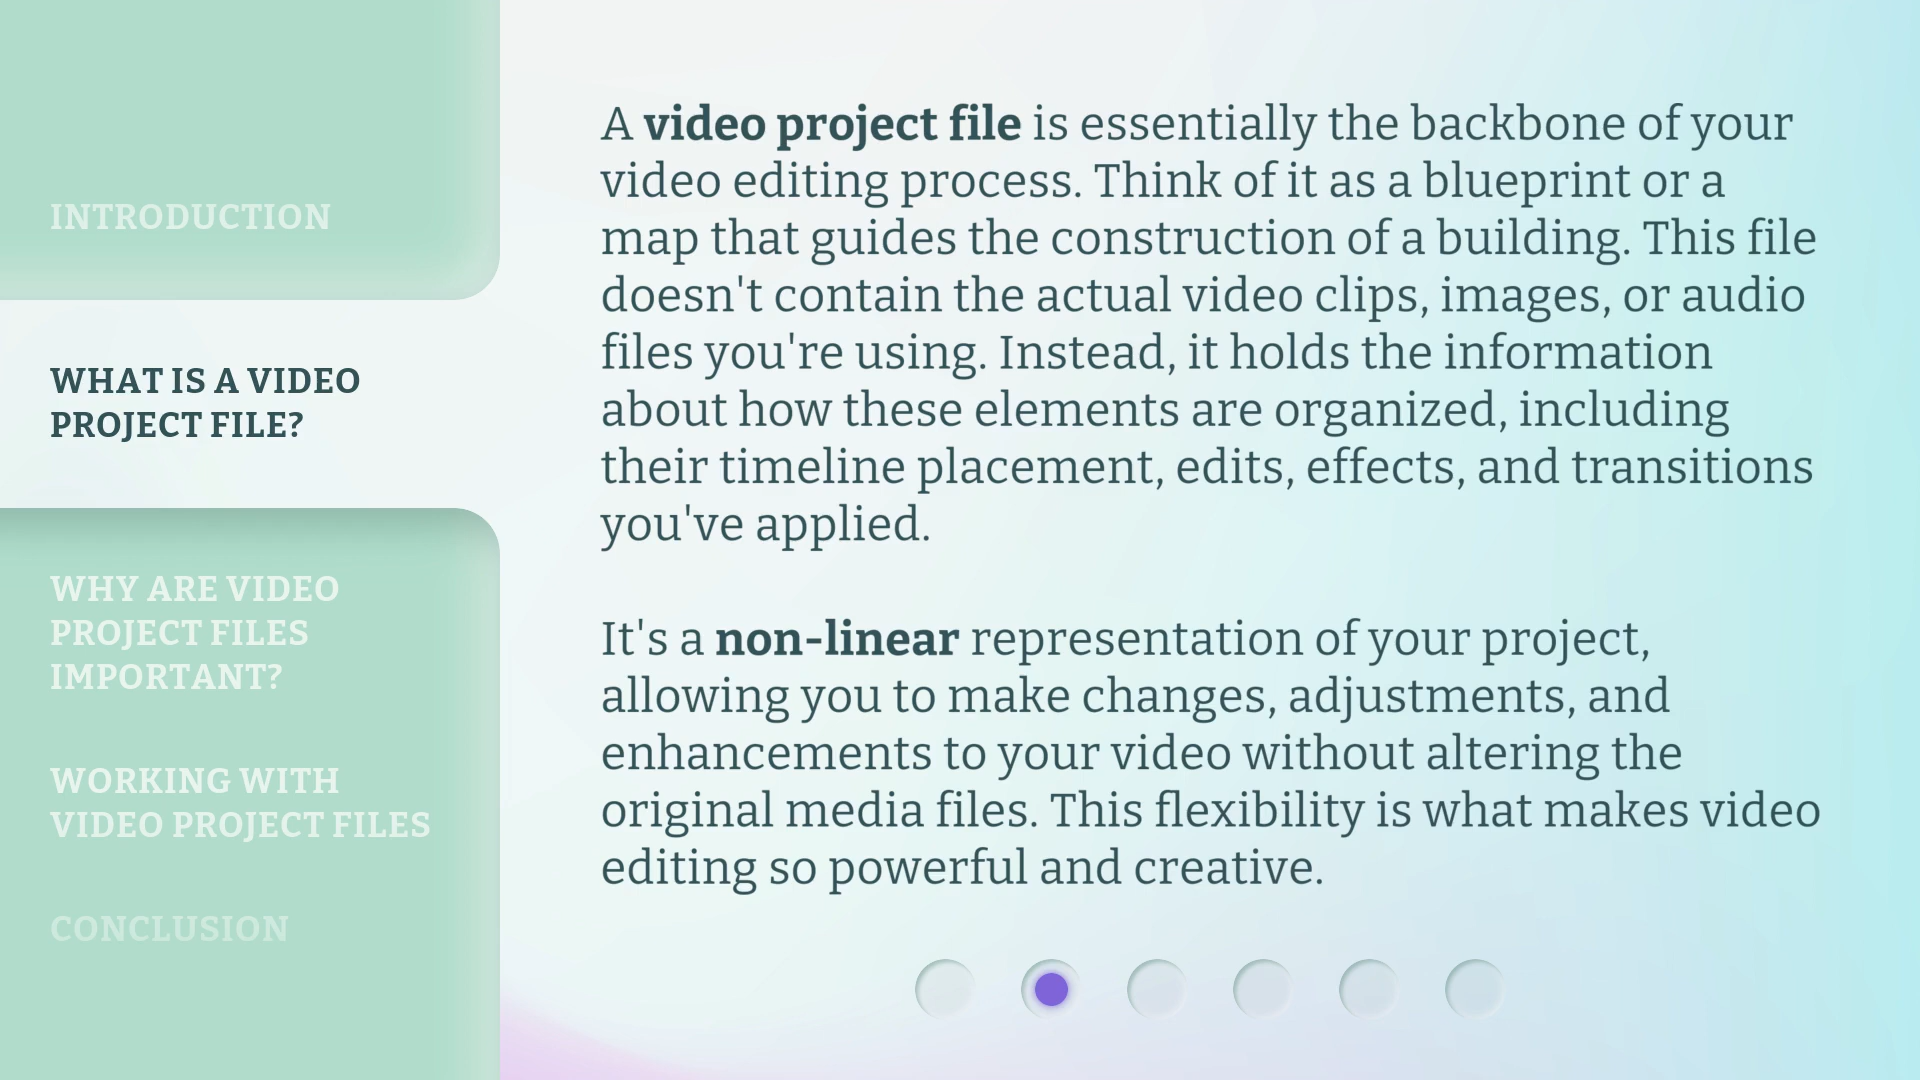 INTRODUCTION
WHAT IS A VIDEO
PROJECT FILE?
WHY ARE VIDEO
PROJECT FILES
IMPORTANT?
WORKING WITH
VIDEO PROJECT FILES
CONCLUSION
A video project file is essentially the backbone of your
video editing process. Think of it as a blueprint or a
map that guides the construction of a building. This file
doesn't contain the actual video clips, images, or audio
files you're using. Instead, it holds the information
about how these elements are organized, including
their timeline placement, edits, effects, and transitions
you've applied.
It's a non-linear representation of your project,
allowing you to make changes, adjustments, and
enhancements to your video without altering the
original media files. This flexibility is what makes video
editing so powerful and creative.